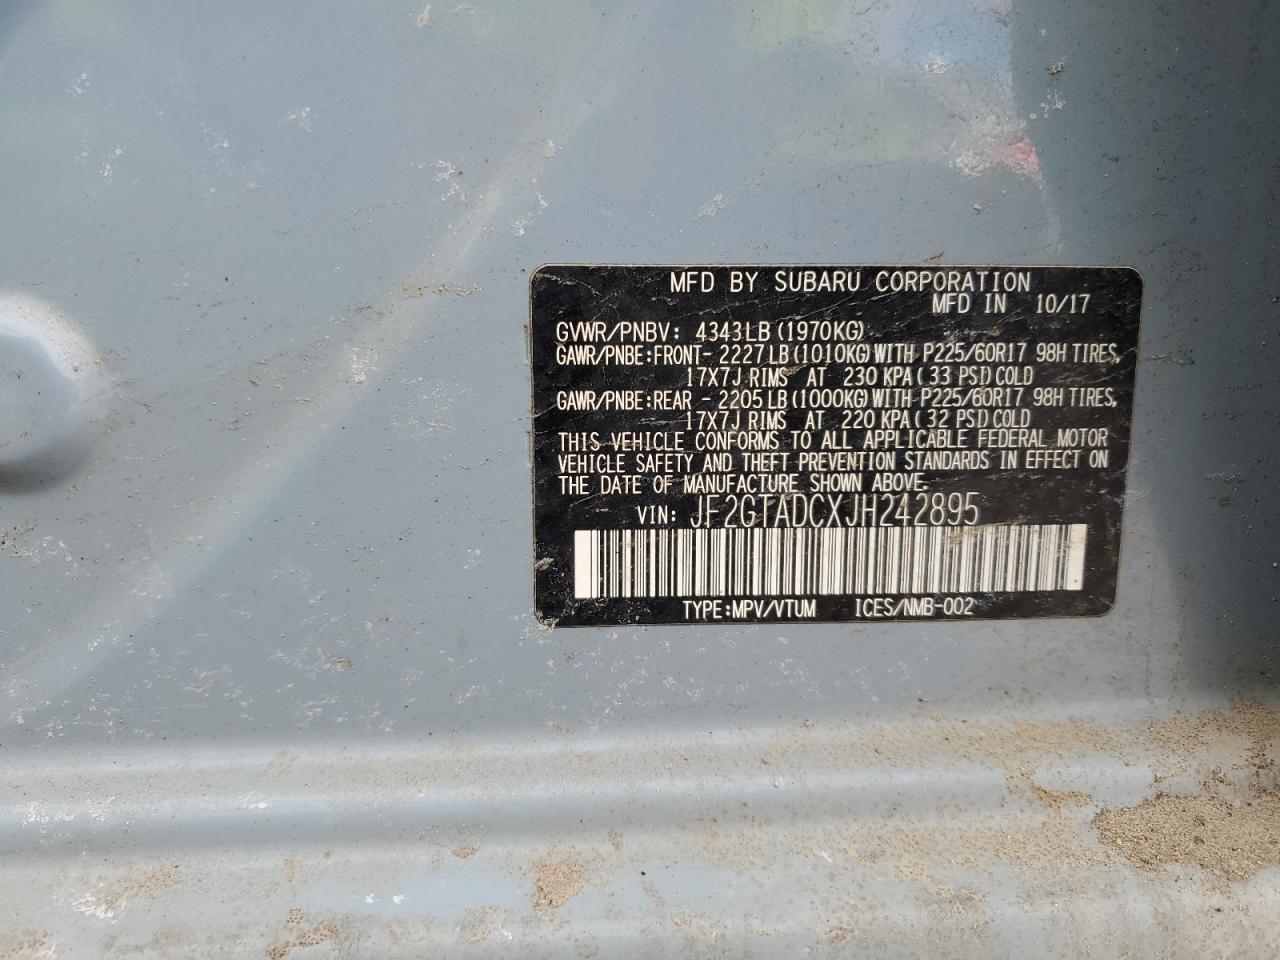 MFD BY SUBARU CORPORATION
MFD IN 10/17
GVWR/PNBV: 4343LB (1970KG)
GAWR/PNBE:FRONT- 2227LB (1010KG) WITH P225/60R17 98H TIRES,
17X7J RIMS AT 230 KPA (33 PSI) COLD
GAWR/PNBE:REAR - 2205LB (1000KG) WITH P225/60R17 98H TIRES,
17X7J RIMS AT 220 KPA (32 PSI) COLD
THIS VEHICLE CONFORMS TO ALL APPLICABLE FEDERAL MOTOR
VEHICLE SAFETY AND THEFT PREVENTION STANDARDS IN EFFECT ON
THE DATE OF MANUFACTURE SHOWN ABOVE.
VIN: JF2GTADCXJH242895
TYPE:MPV/VTUM ICES/NMB-002